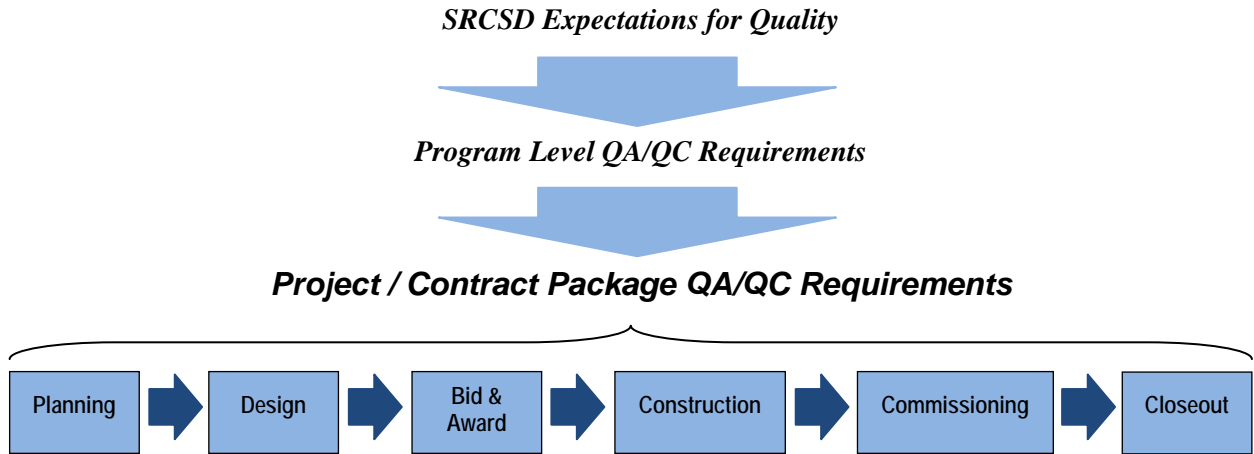 SRCSD Expectations for Quality
Program Level QA/QC Requirements
Project / Contract Package QA/QC Requirements
Planning
Design
Bid &
Award
Construction
Commissioning
Closeout